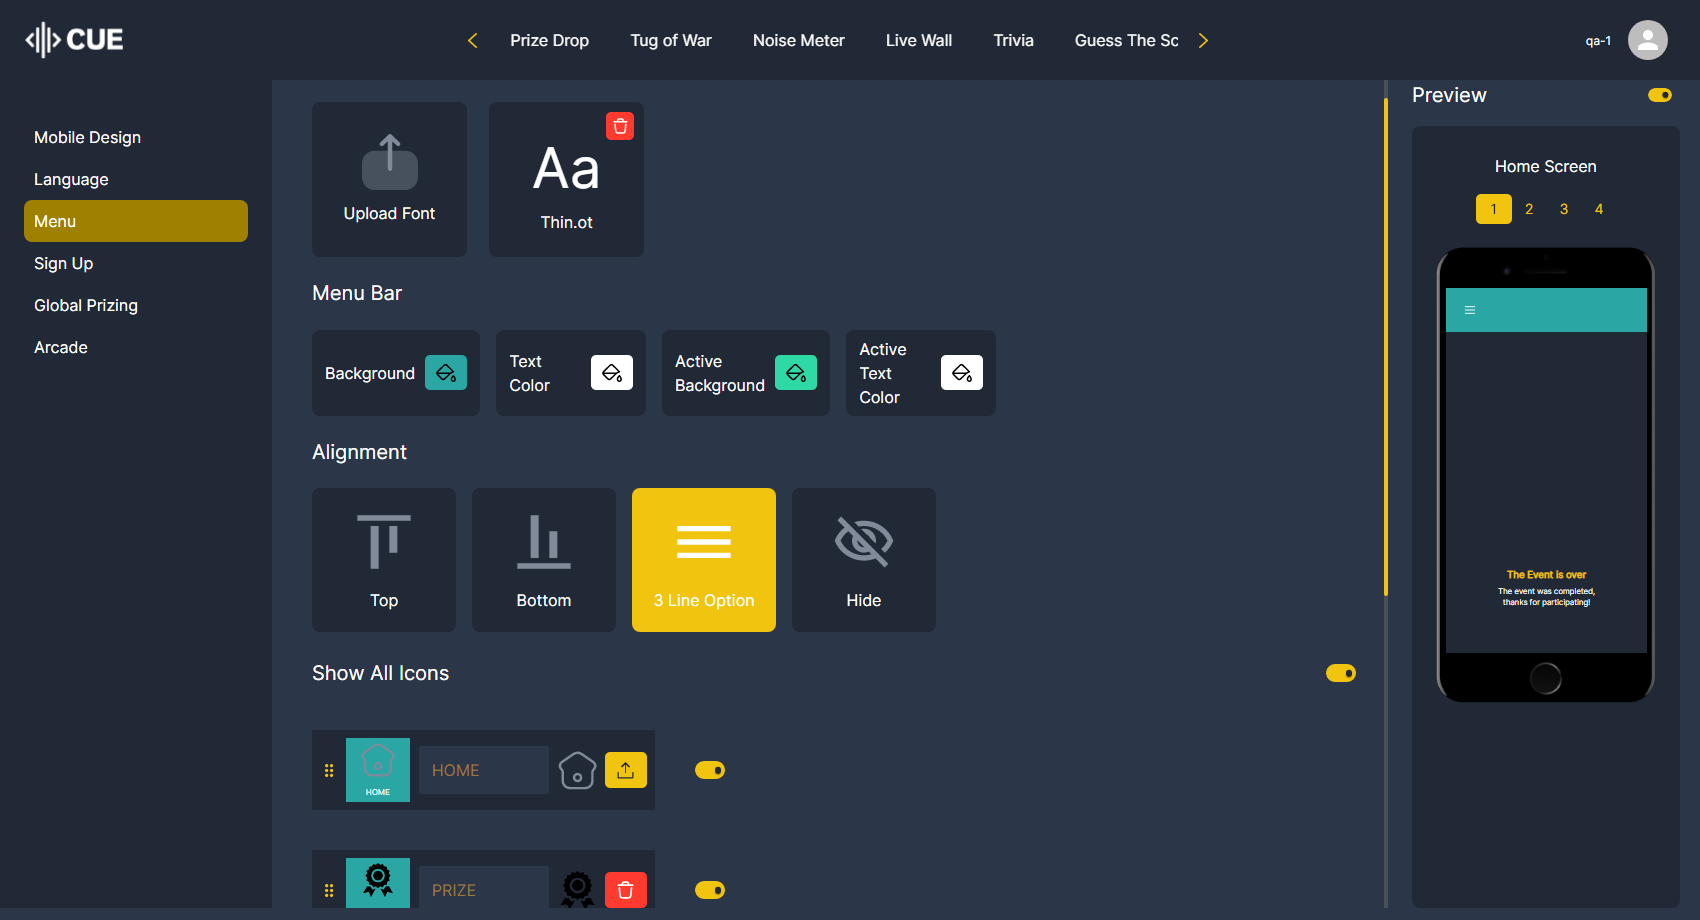 CUE
Prize Drop
Tug of War
Noise Meter
Live Wall
Trivia
Guess The Sc
qa-1
Mobile Design
Language
Menu
Sign Up
Global Prizing
Arcade
Upload Font
Aa
Thin.ot
Menu Bar
Background
Text
Color
Active
Background
Active
Text
Color
Alignment
Top
Bottom
3 Line Option
Hide
Show All Icons
HOME
HOME
PRIZE
Preview
Home Screen
1 2 3 4
The Event is over
The event was completed,
thanks for participating!